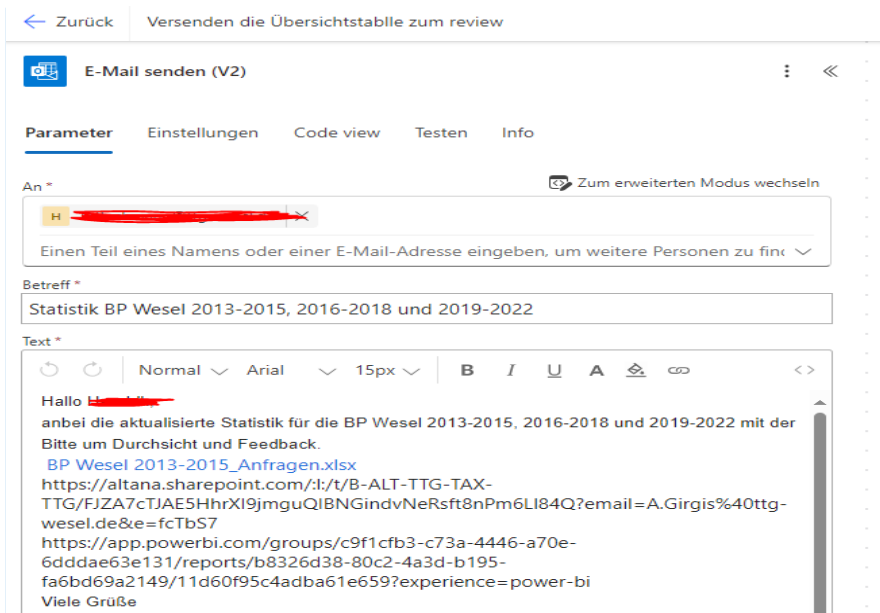 Zurück Versenden die Übersichtstablle zum review
E-Mail senden (V2)
Parameter Einstellungen Code view Testen Info
An * Zum erweiterten Modus wechseln
H
Einen Teil eines Namens oder einer E-Mail-Adresse eingeben, um weitere Personen zu find
Betreff *
Statistik BP Wesel 2013-2015, 2016-2018 und 2019-2022
Text *
Normal Arial 15px B I U A <>
Hallo
anbei die aktualisierte Statistik für die BP Wesel 2013-2015, 2016-2018 und 2019-2022 mit der
Bitte um Durchsicht und Feedback.
BP Wesel 2013-2015_Anfragen.xlsx
https://altana.sharepoint.com/:l:/t/B-ALT-TTG-TAX-
TTG/FJZA7cTJAE5HhrXl9jmguQIBNGindvNeRsft8nPm6LI84Q?email=A.Girgis%40ttg-
wesel.de&e=fcTbS7
https://app.powerbi.com/groups/c9f1cfb3-c73a-4446-a70e-
6dddae63e131/reports/b8326d38-80c2-4a3d-b195-
fa6bd69a2149/11d60f95c4adba61e659?experience=power-bi
Viele Grüße